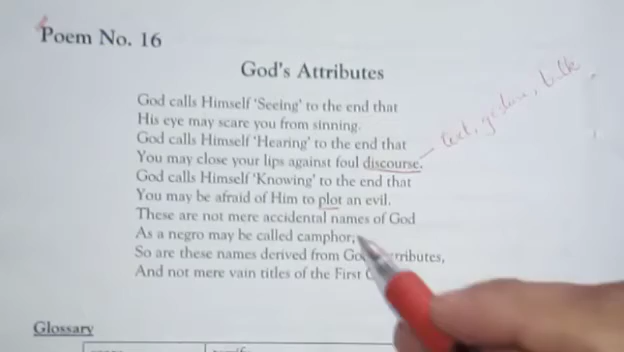 Poem No. 16
God's Attributes
God calls Himself 'Seeing' to the end that
His eye may scare you from sinning.
God calls Himself 'Hearing' to the end that
You may close your lips against foul discourse. — text, gesture, talk
God calls Himself 'Knowing' to the end that
You may be afraid of Him to plot an evil.
These are not mere accidental names of God
As a negro may be called camphor;
So are these names derived from
And not mere vain titles of the First
Glossary